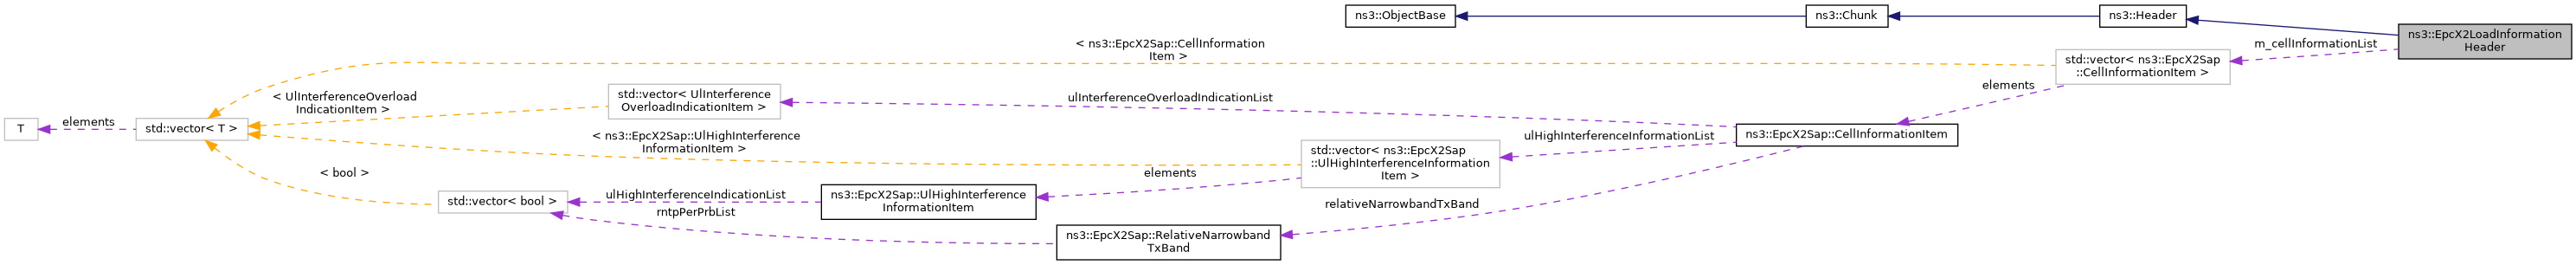 ns3::ObjectBase
ns3::Chunk
ns3::Header
ns3::EpcX2LoadInformation
Header
m_cellInformationList
< ns3::EpcX2Sap::CellInformation
Item >
std::vector< ns3::EpcX2Sap
::CellInformationItem >
elements
std::vector< UlInterference
OverloadIndicationItem >
< UlInterferenceOverload
IndicationItem >
ulInterferenceOverloadIndicationList
T
elements
std::vector< T >
ns3::EpcX2Sap::CellInformationItem
< ns3::EpcX2Sap::UlHighInterference
InformationItem >
ulHighInterferenceInformationList
std::vector< ns3::EpcX2Sap
::UlHighInterferenceInformation
Item >
elements
< bool >
std::vector< bool >
ulHighInterferenceIndicationList
ns3::EpcX2Sap::UlHighInterference
InformationItem
rntpPerPrbList
relativeNarrowbandTxBand
ns3::EpcX2Sap::RelativeNarrowband
TxBand